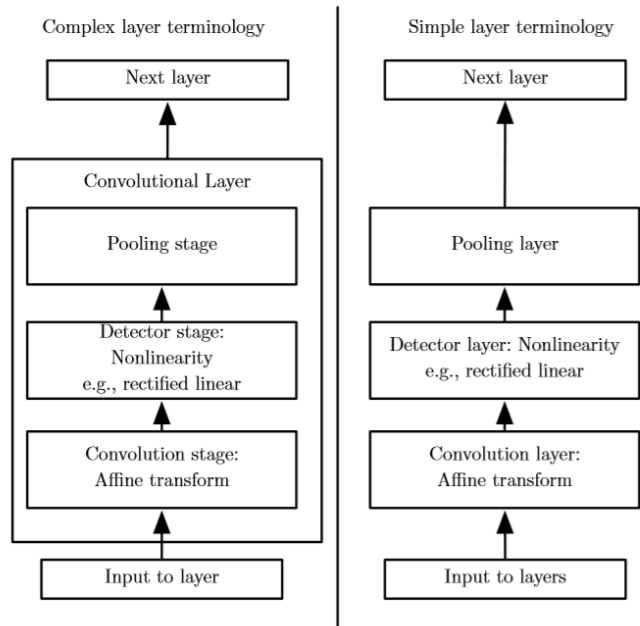 Complex layer terminology
Next layer
Convolutional Layer
Pooling stage
Detector stage:
Nonlinearity
e.g., rectified linear
Convolution stage:
Affine transform
Input to layer
Simple layer terminology
Next layer
Pooling layer
Detector layer: Nonlinearity
e.g., rectified linear
Convolution layer:
Affine transform
Input to layers